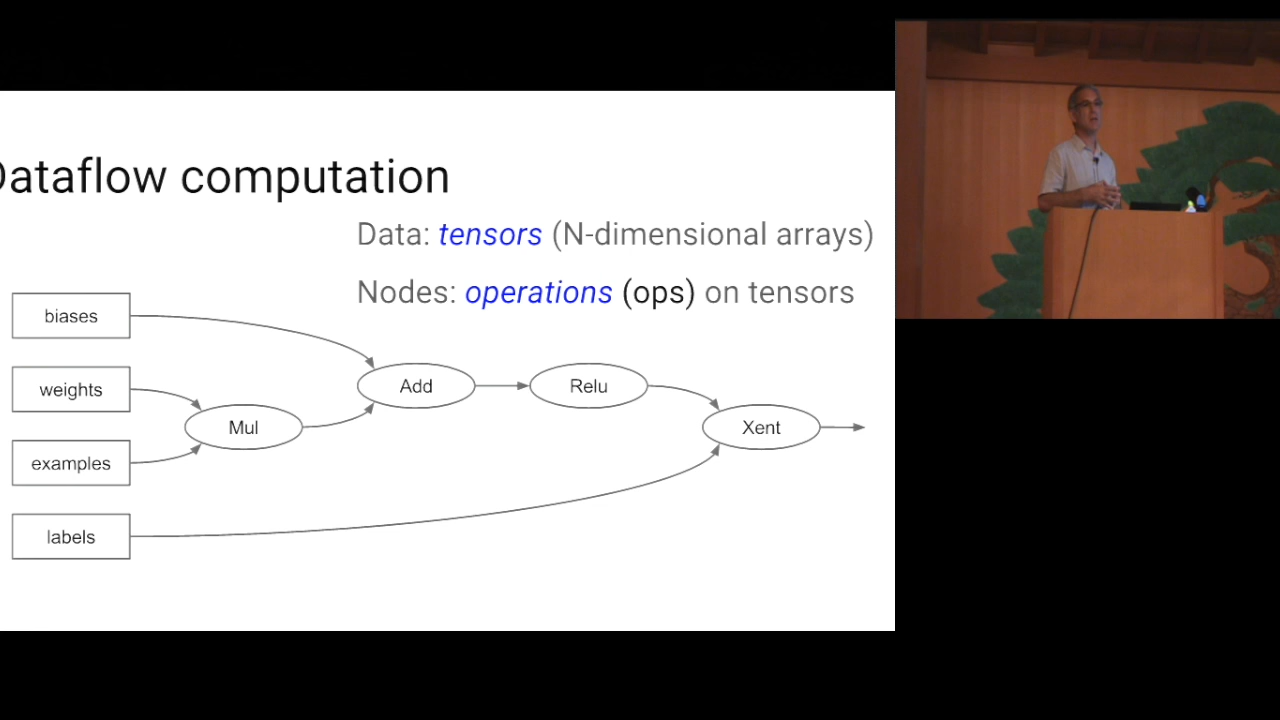 Dataflow computation
Data: tensors (N-dimensional arrays)
Nodes: operations (ops) on tensors
biases
weights
examples
labels
Mul
Add
Relu
Xent